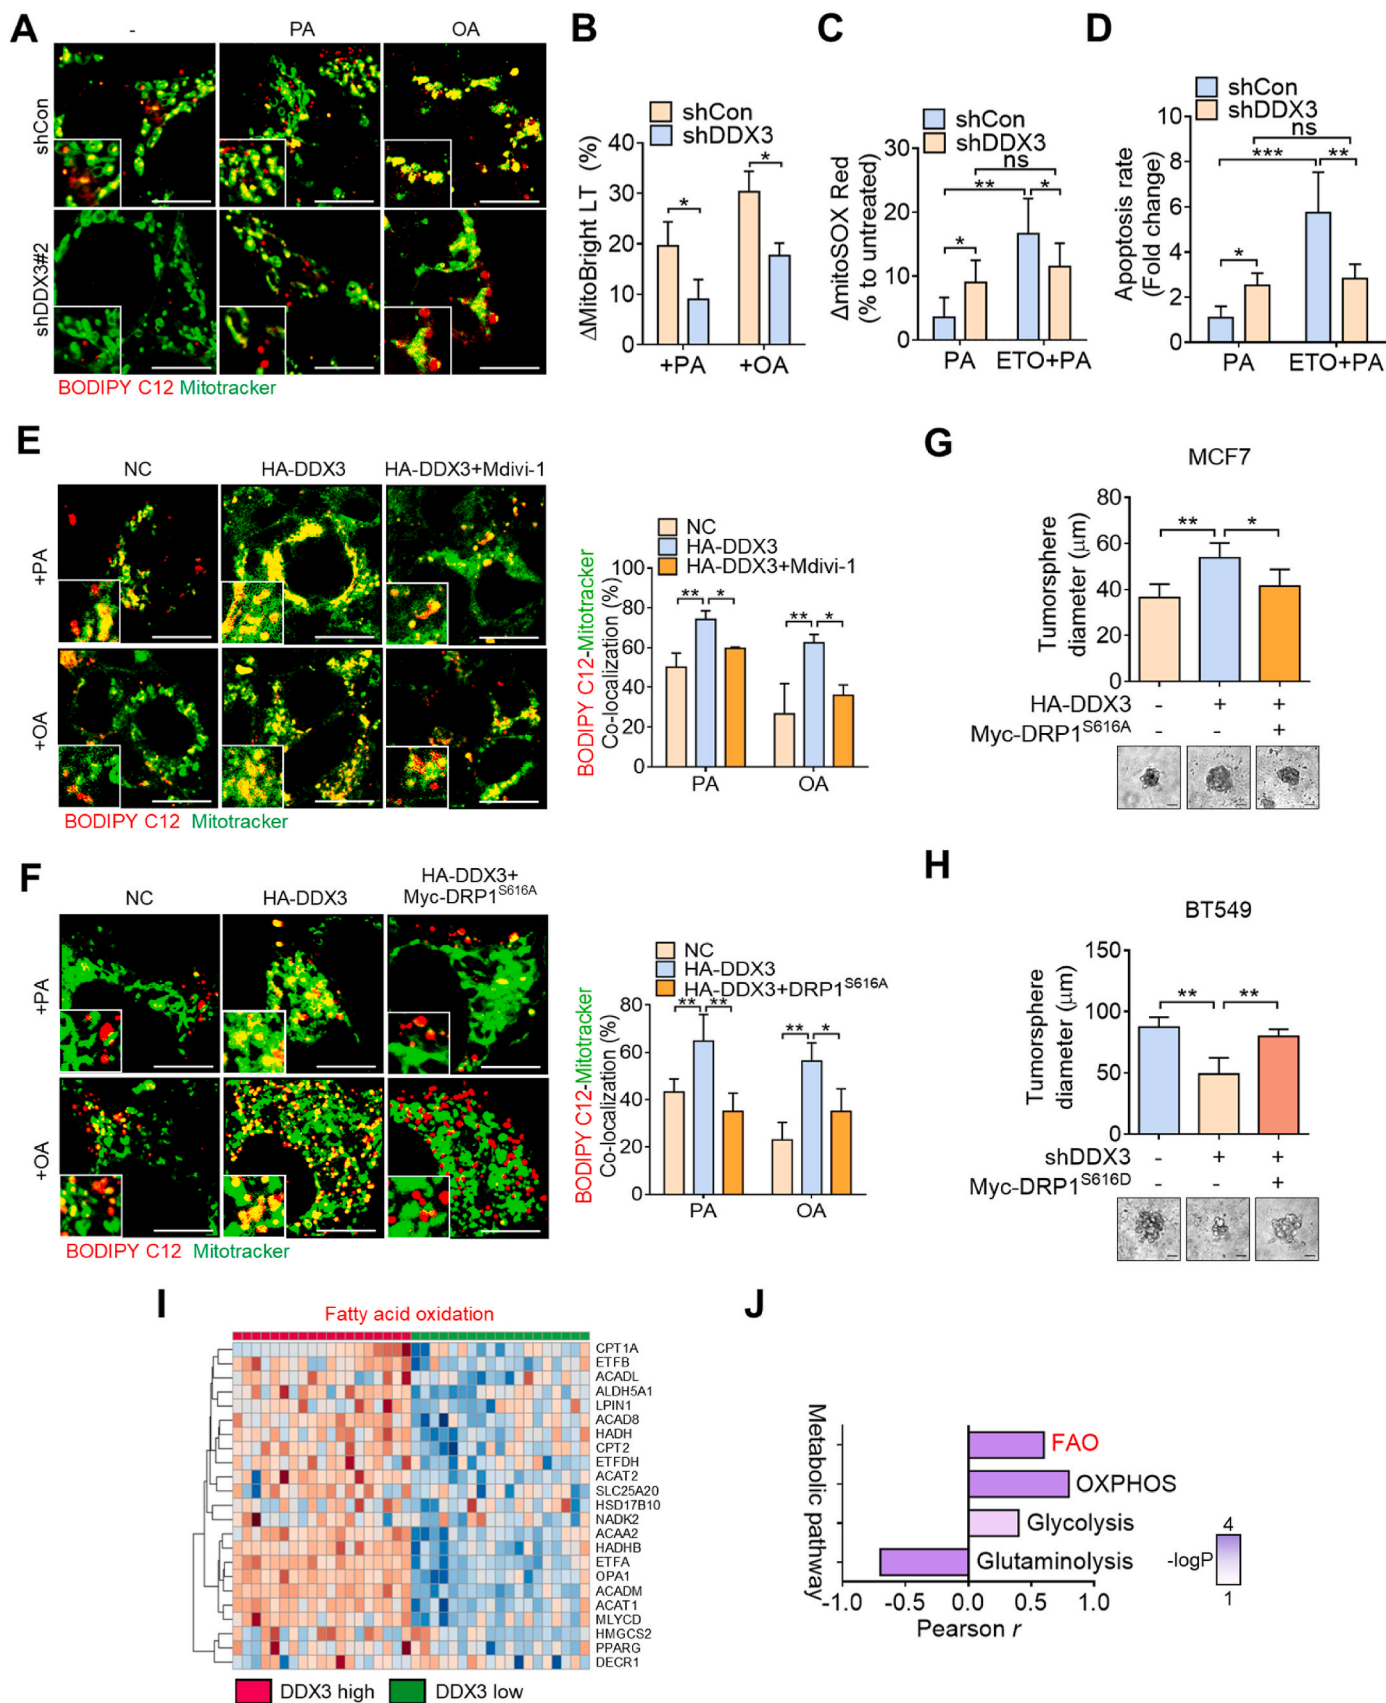 A
-
PA
OA
shCon
shDDX3#2
BODIPY C12 Mitotracker
B
shCon
shDDX3
ΔMitoBright LT (%)
40
30
20
10
0
*
*
+PA
+OA
C
shCon
shDDX3
ΔmitoSOX Red
(% to untreated)
30
20
10
0
ns
**
*
*
PA
ETO+PA
D
shCon
shDDX3
Apoptosis rate
(Fold change)
10
8
6
4
2
0
ns
***
**
*
PA
ETO+PA
E
NC
HA-DDX3
HA-DDX3+Mdivi-1
+PA
+OA
BODIPY C12 Mitotracker
NC
HA-DDX3
HA-DDX3+Mdivi-1
BODIPY C12-Mitotracker
Co-localization (%)
100
80
60
40
20
0
**
*
**
*
PA
OA
F
NC
HA-DDX3
HA-DDX3+
Myc-DRP1S616A
+PA
+OA
BODIPY C12 Mitotracker
NC
HA-DDX3
HA-DDX3+DRP1S616A
BODIPY C12-Mitotracker
Co-localization (%)
80
60
40
20
0
**
**
**
*
PA
OA
G
MCF7
Tumorsphere
diameter (μm)
80
60
40
20
0
**
*
HA-DDX3 - + +
Myc-DRP1S616A - - +
H
BT549
Tumorsphere
diameter (μm)
150
100
50
0
**
**
shDDX3 - + +
Myc-DRP1S616D - - +
I
Fatty acid oxidation
CPT1A
ETFB
ACADL
ALDH5A1
LPIN1
ACAD8
HADH
CPT2
ETFDH
ACAT2
SLC25A20
HSD17B10
NADK2
ACAA2
HADHB
ETFA
OPA1
ACADM
ACAT1
MLYCD
HMGCS2
PPARG
DECR1
DDX3 high
DDX3 low
J
Metabolic pathway
FAO
OXPHOS
Glycolysis
Glutaminolysis
-1.0
-0.5
0.0
0.5
1.0
Pearson r
-logP
4
1